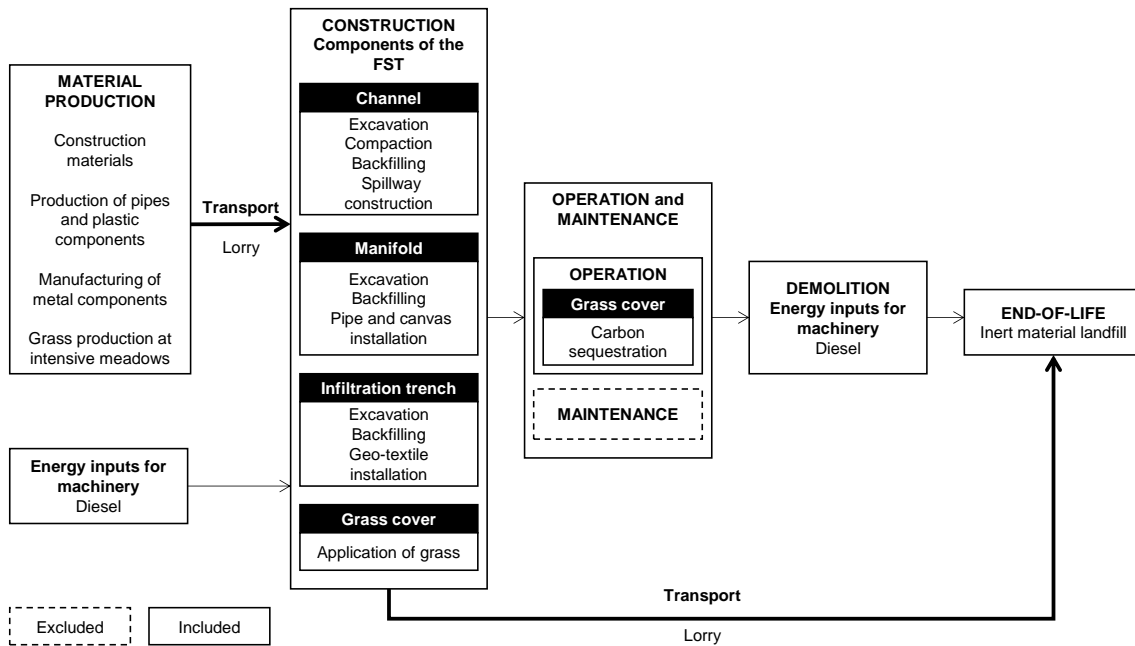 MATERIAL
PRODUCTION
Construction
materials
Production of pipes
and plastic
components
Manufacturing of
metal components
Grass production at
intensive meadows
Energy inputs for
machinery
Diesel
Transport
Lorry
CONSTRUCTION
Components of the
FST
Channel
Excavation
Compaction
Backfilling
Spillway
construction
Manifold
Excavation
Backfilling
Pipe and canvas
installation
Infiltration trench
Excavation
Backfilling
Geo-textile
installation
Grass cover
Application of grass
OPERATION and
MAINTENANCE
OPERATION
Grass cover
Carbon
sequestration
MAINTENANCE
DEMOLITION
Energy inputs for
machinery
Diesel
END-OF-LIFE
Inert material landfill
Transport
Lorry
Excluded
Included